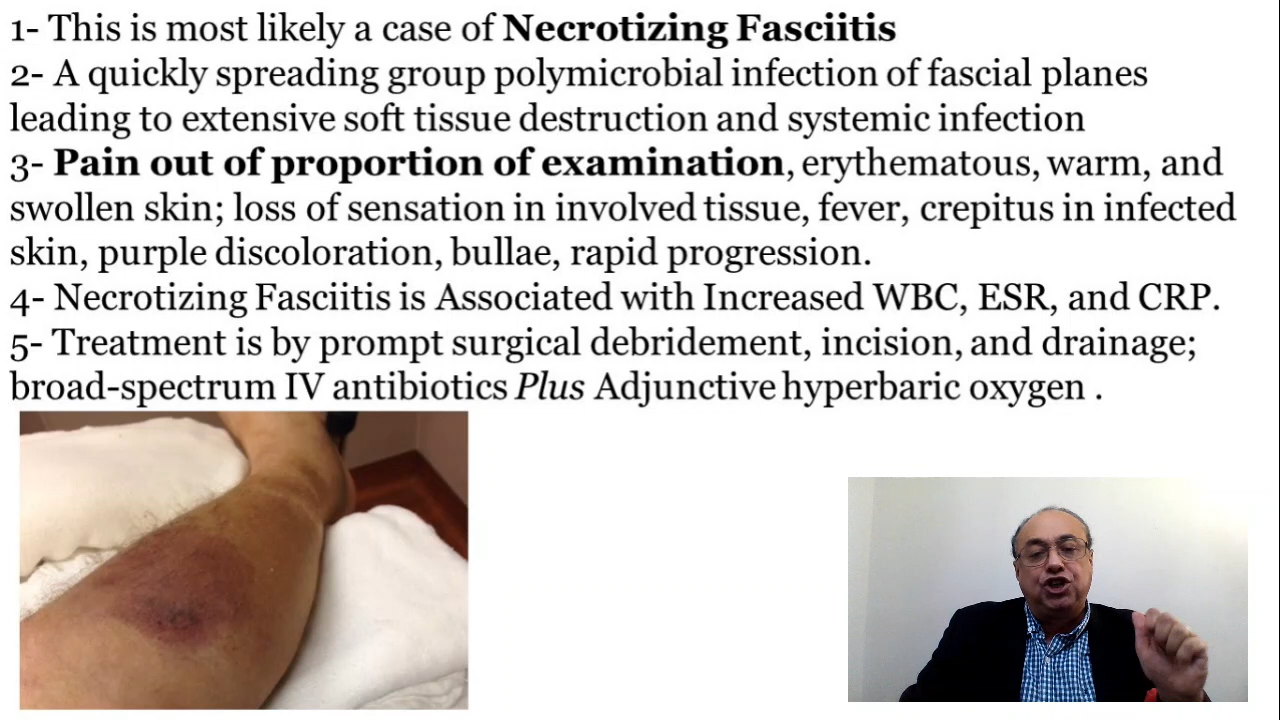 1- This is most likely a case of Necrotizing Fasciitis
2- A quickly spreading group polymicrobial infection of fascial planes
leading to extensive soft tissue destruction and systemic infection
3- Pain out of proportion of examination, erythematous, warm, and
swollen skin; loss of sensation in involved tissue, fever, crepitus in infected
skin, purple discoloration, bullae, rapid progression.
4- Necrotizing Fasciitis is Associated with Increased WBC, ESR, and CRP.
5- Treatment is by prompt surgical debridement, incision, and drainage;
broad-spectrum IV antibiotics Plus Adjunctive hyperbaric oxygen .